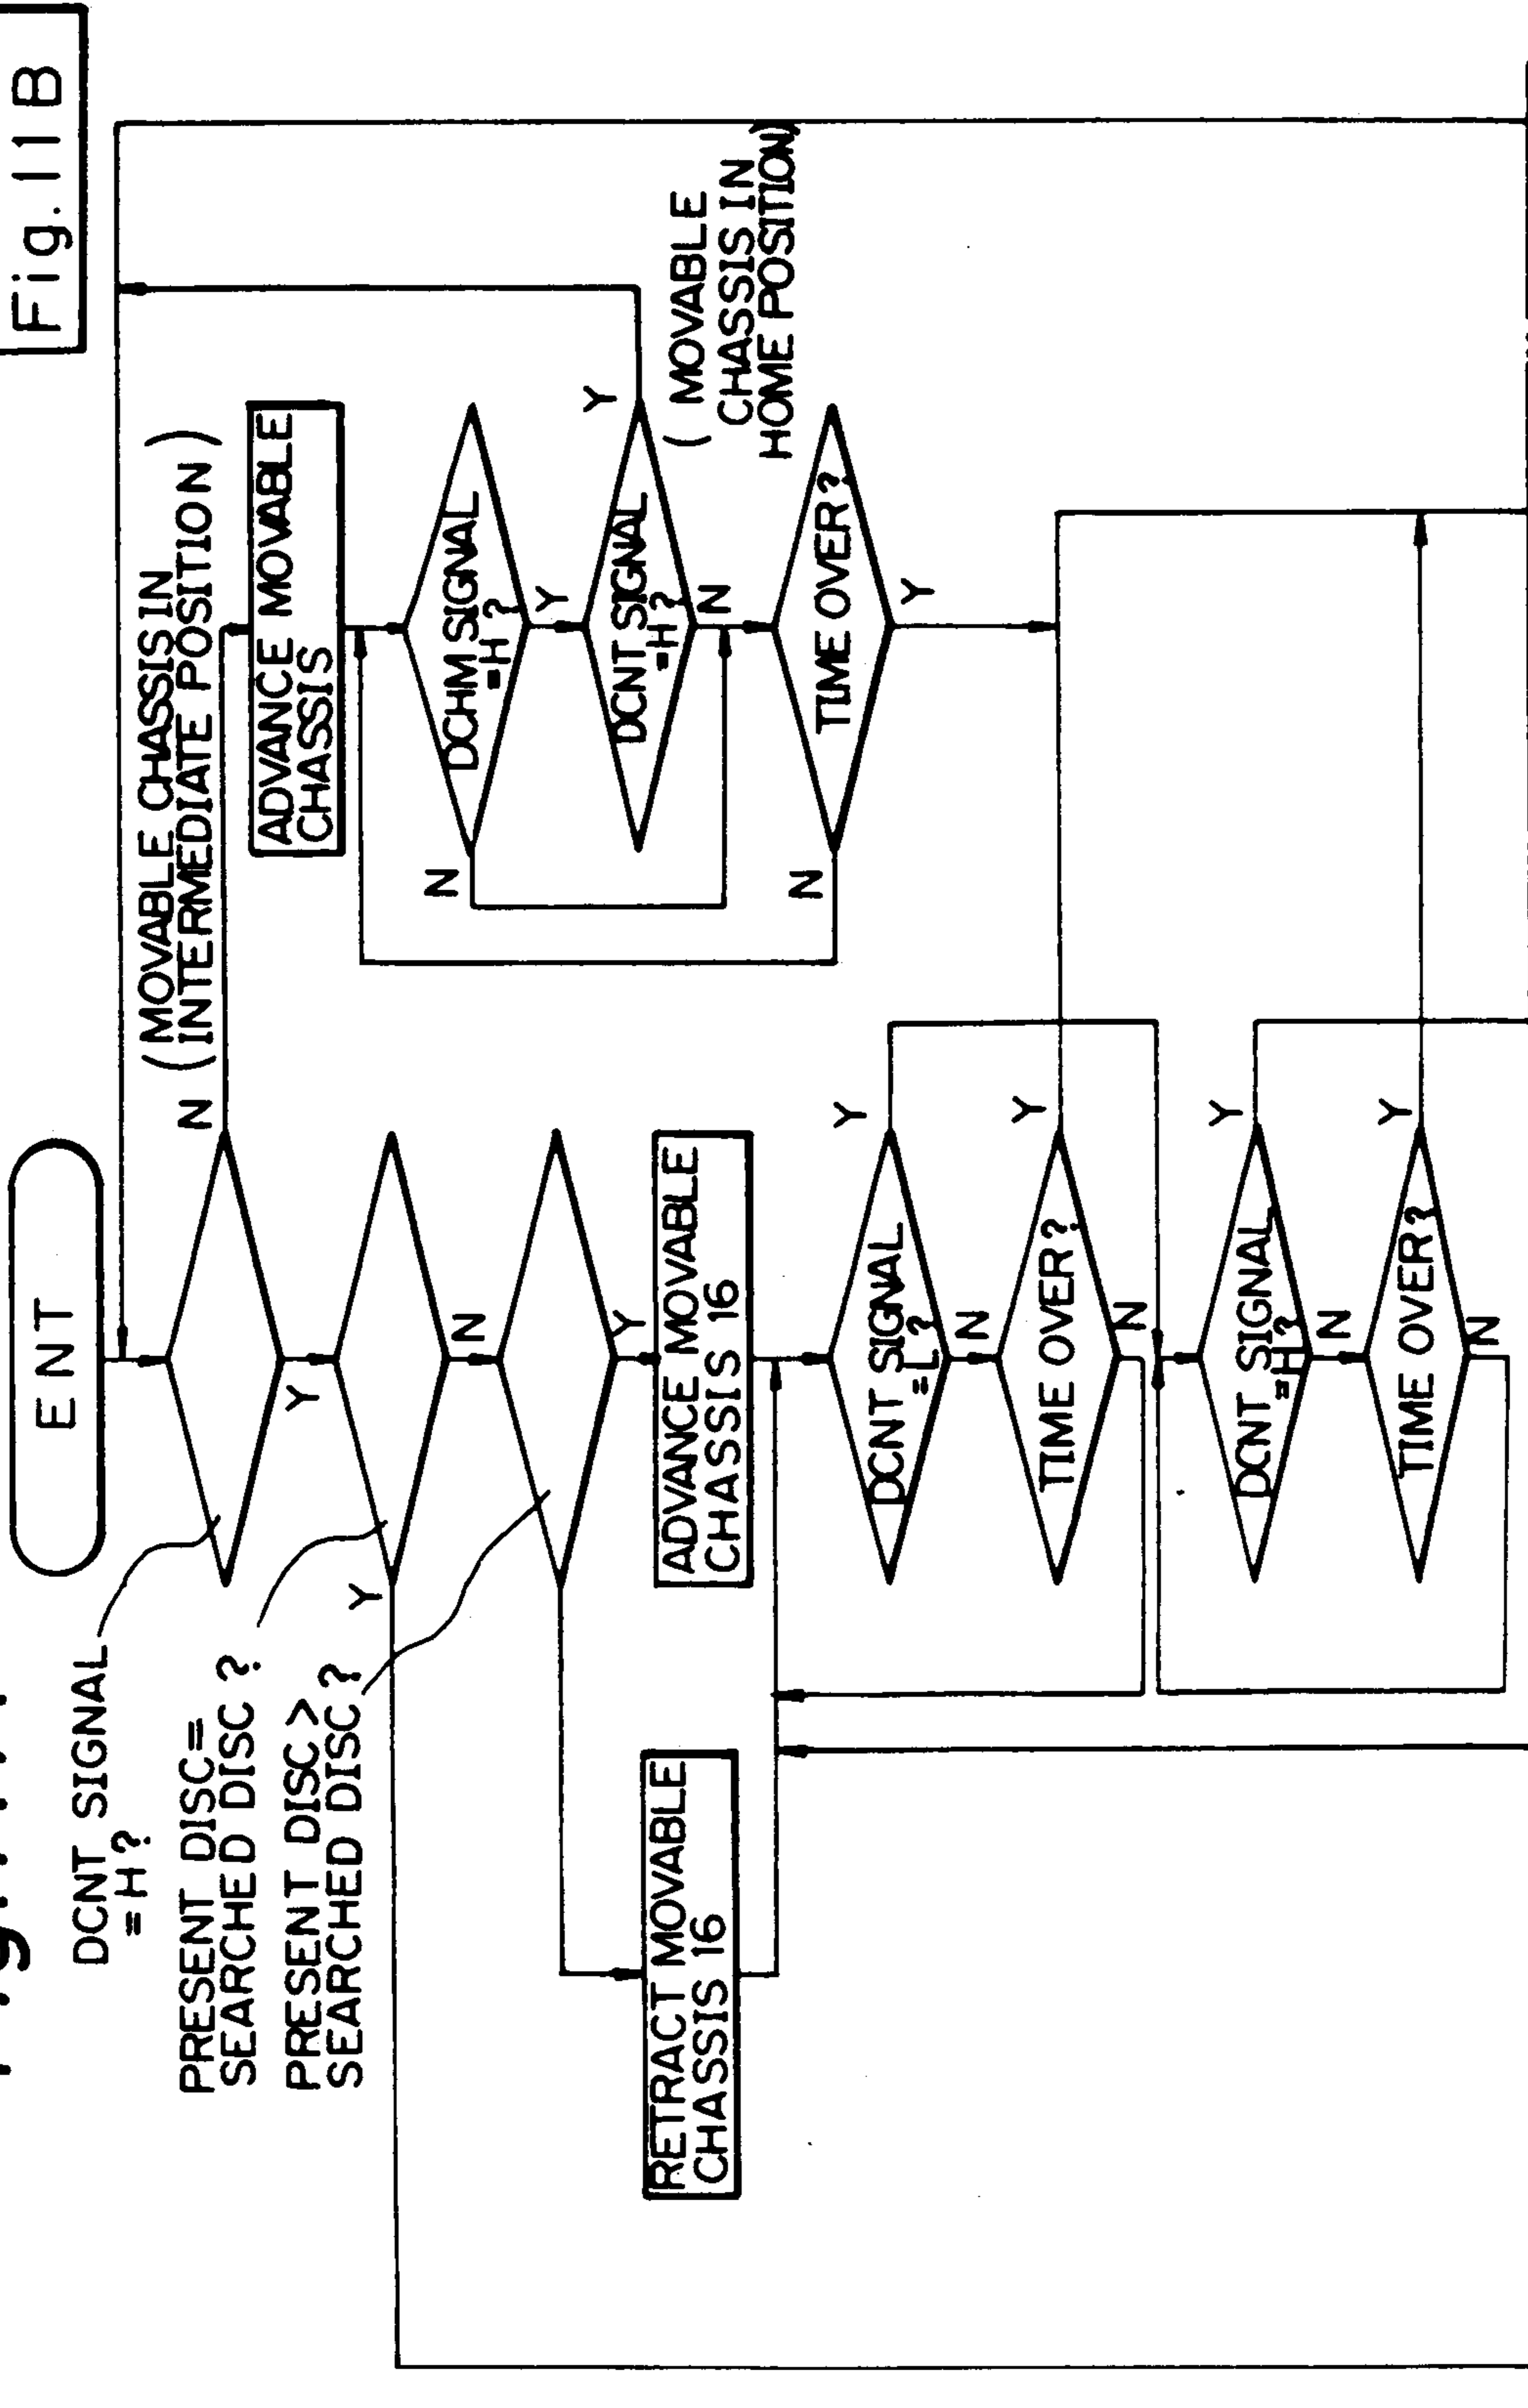 Fig.11B
ENT
DCNT SIGNAL
=H?
PRESENT DISC=
SEARCHED DISC ?
PRESENT DISC>
SEARCHED DISC ?
N
(MOVABLE CHASSIS IN
INTERMEDIATE POSITION)
Y
Y
N
Y
ADVANCE MOVABLE
CHASSIS
DCHM SIGNAL
=H ?
N
Y
DCNT SIGNAL
=H ?
Y
N
(MOVABLE
CHASSIS IN
HOME POSITION)
TIME OVER?
N
Y
RETRACT MOVABLE
CHASSIS 16
ADVANCE MOVABLE
CHASSIS 16
DCNT SIGNAL
=L?
Y
N
TIME OVER?
Y
N
DCNT SIGNAL
=H?
Y
N
TIME OVER?
Y
N